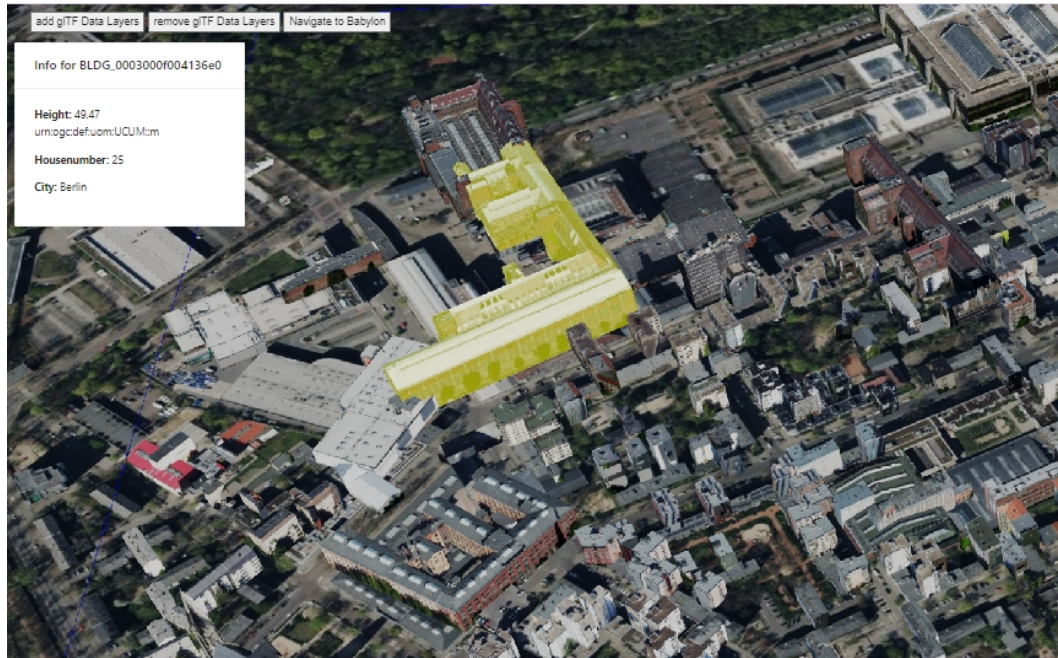 add glTF Data Layers remove glTF Data Layers Navigate to Babylon
Info for BLDG_0003000f004136e0
Height: 49.47
urn:ogc:def:uom:UCUM::m
Housenumber: 25
City: Berlin